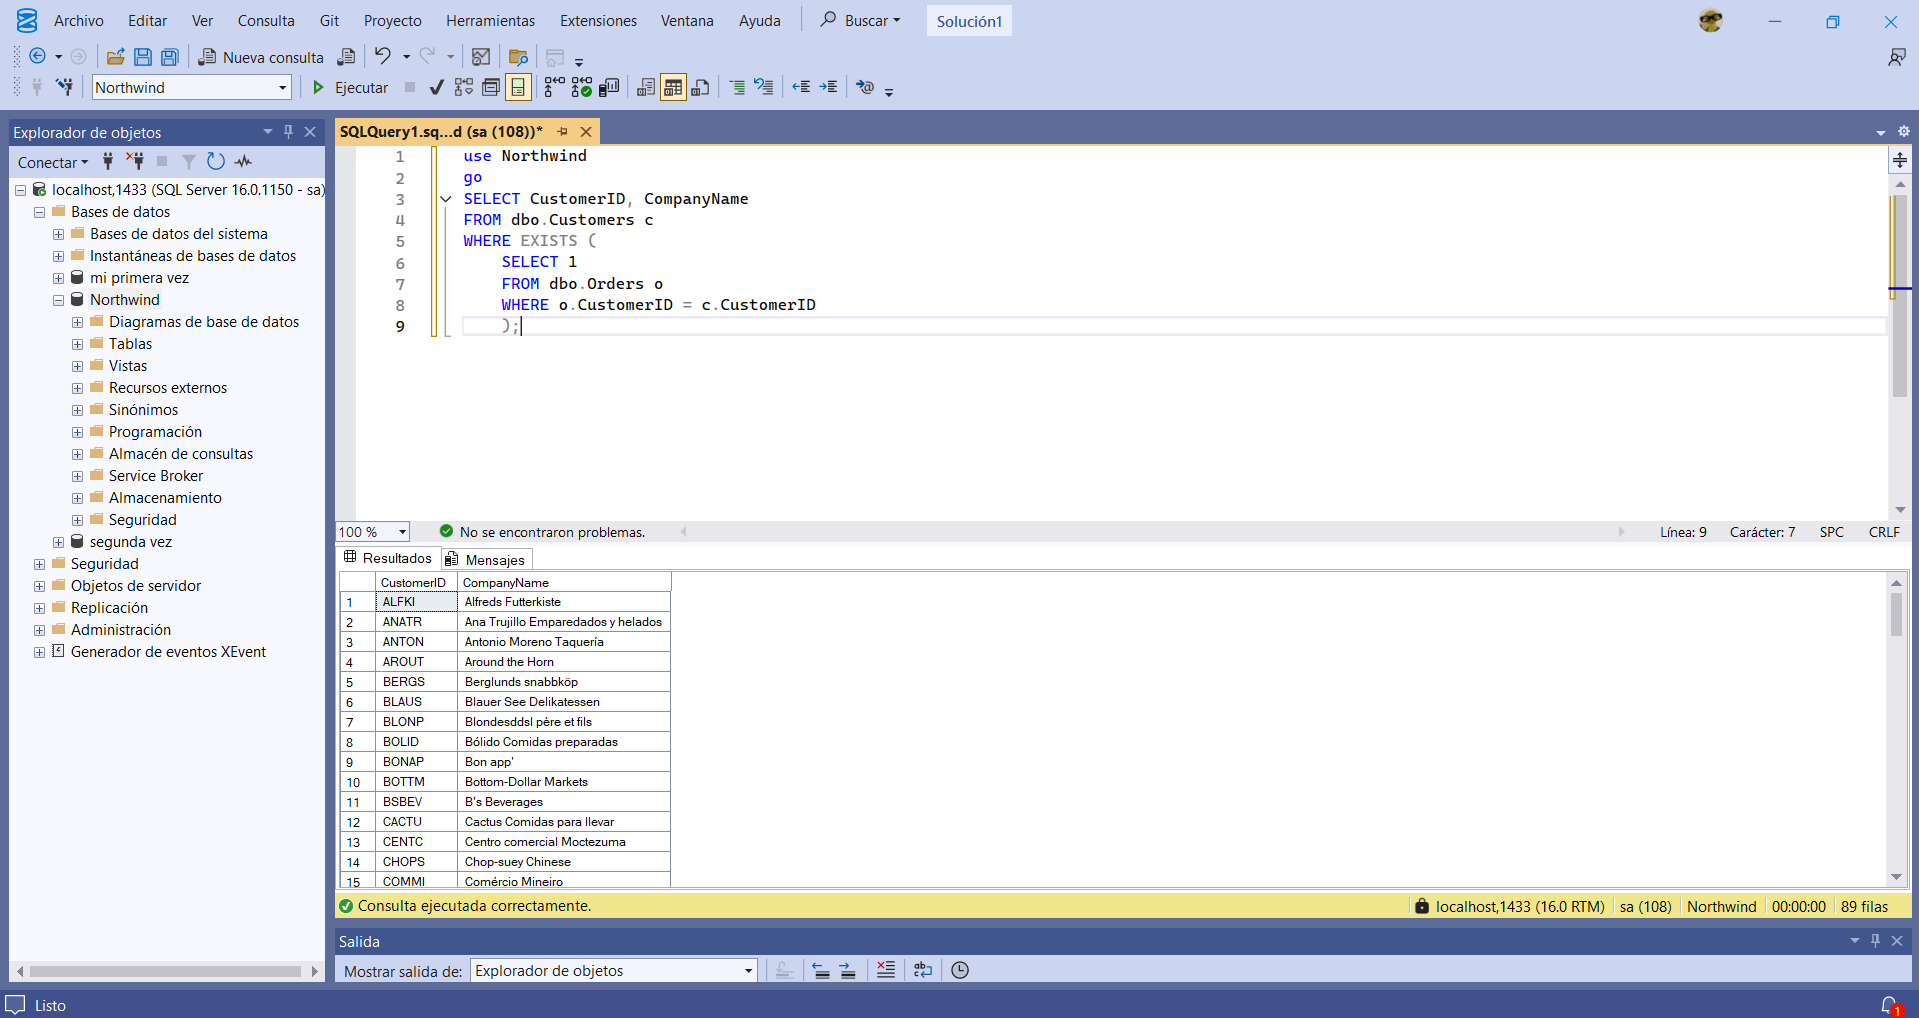 Archivo Editar Ver Consulta Git Proyecto Herramientas Extensiones Ventana Ayuda Buscar Solución1
Nueva consulta
Northwind Ejecutar
Explorador de objetos
Conectar
localhost,1433 (SQL Server 16.0.1150 - sa)
Bases de datos
Bases de datos del sistema
Instantáneas de bases de datos
mi primera vez
Northwind
Diagramas de base de datos
Tablas
Vistas
Recursos externos
Sinónimos
Programación
Almacén de consultas
Service Broker
Almacenamiento
Seguridad
segunda vez
Seguridad
Objetos de servidor
Replicación
Administración
Generador de eventos XEvent
SQLQuery1.sq...d (sa (108))*
1 use Northwind
2 go
3 SELECT CustomerID, CompanyName
4 FROM dbo.Customers c
5 WHERE EXISTS (
6 SELECT 1
7 FROM dbo.Orders o
8 WHERE o.CustomerID = c.CustomerID
9 );
100 % No se encontraron problemas. Línea: 9 Carácter: 7 SPC CRLF
Resultados Mensajes
CustomerID CompanyName
1 ALFKI Alfreds Futterkiste
2 ANATR Ana Trujillo Emparedados y helados
3 ANTON Antonio Moreno Taquería
4 AROUT Around the Horn
5 BERGS Berglunds snabbköp
6 BLAUS Blauer See Delikatessen
7 BLONP Blondesddsl père et fils
8 BOLID Bólido Comidas preparadas
9 BONAP Bon app'
10 BOTTM Bottom-Dollar Markets
11 BSBEV B's Beverages
12 CACTU Cactus Comidas para llevar
13 CENTC Centro comercial Moctezuma
14 CHOPS Chop-suey Chinese
15 COMMI Comércio Mineiro
Consulta ejecutada correctamente. localhost,1433 (16.0 RTM) sa (108) Northwind 00:00:00 89 filas
Salida
Mostrar salida de: Explorador de objetos
Listo 1